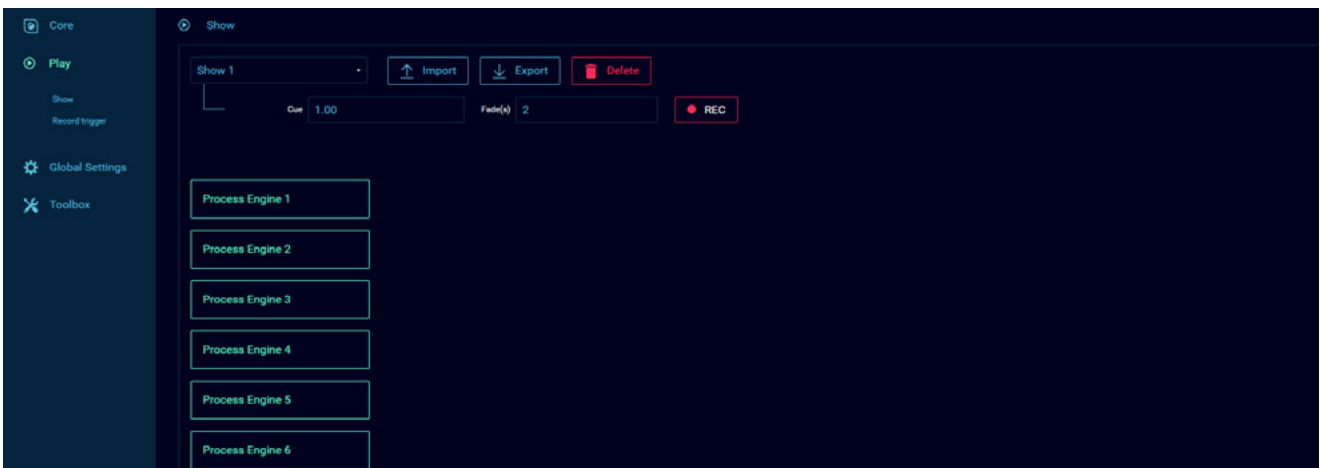 Core
Play
Show
Record trigger
Global Settings
Toolbox
Show
Show 1
Import
Export
Delete
Cue 1.00 Fade(s) 2 REC
Process Engine 1
Process Engine 2
Process Engine 3
Process Engine 4
Process Engine 5
Process Engine 6